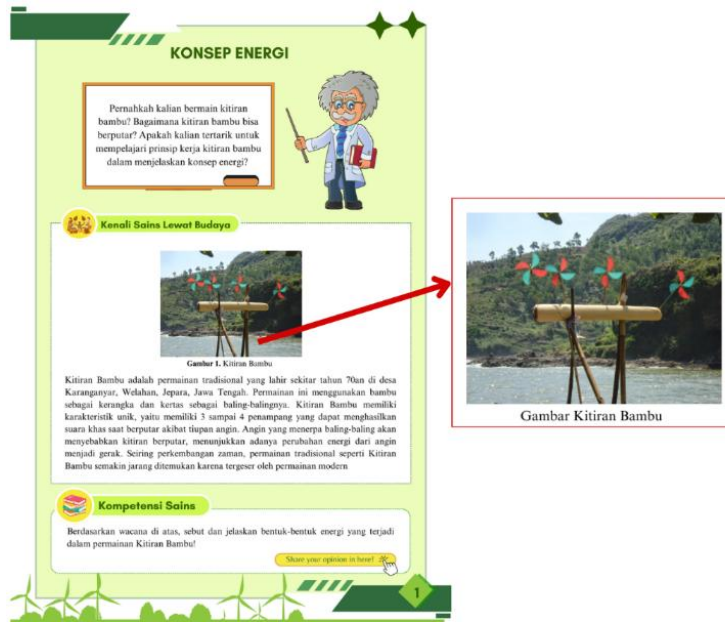 KONSEP ENERGI
Pernahkah kalian bermain kitiran
bambu? Bagaimana kitiran bambu bisa
berputar? Apakah kalian tertarik untuk
mempelajari prinsip kerja kitiran bambu
dalam menjelaskan konsep energi?
Kenali Sains Lewat Budaya
Gambar 1. Kitiran Bambu
Kitiran Bambu adalah permainan tradisional yang lahir sekitar tahun 70an di desa
Karanganyar, Welahan, Jepara, Jawa Tengah. Permainan ini menggunakan bambu
sebagai kerangka dan kertas sebagai baling-balingnya. Kitiran Bambu memiliki
karakteristik unik, yaitu memiliki 3 sampai 4 penampang yang dapat menghasilkan
suara khas saat berputar akibat tiupan angin. Angin yang menerpa baling-baling akan
menyebabkan kitiran berputar, menunjukkan adanya perubahan energi dari angin
menjadi gerak. Seiring perkembangan zaman, permainan tradisional seperti Kitiran
Bambu semakin jarang ditemukan karena tergeser oleh permainan modern
Kompetensi Sains
Berdasarkan wacana di atas, sebut dan jelaskan bentuk-bentuk energi yang terjadi
dalam permainan Kitiran Bambu!
Share your opinion in here!
1
Gambar Kitiran Bambu